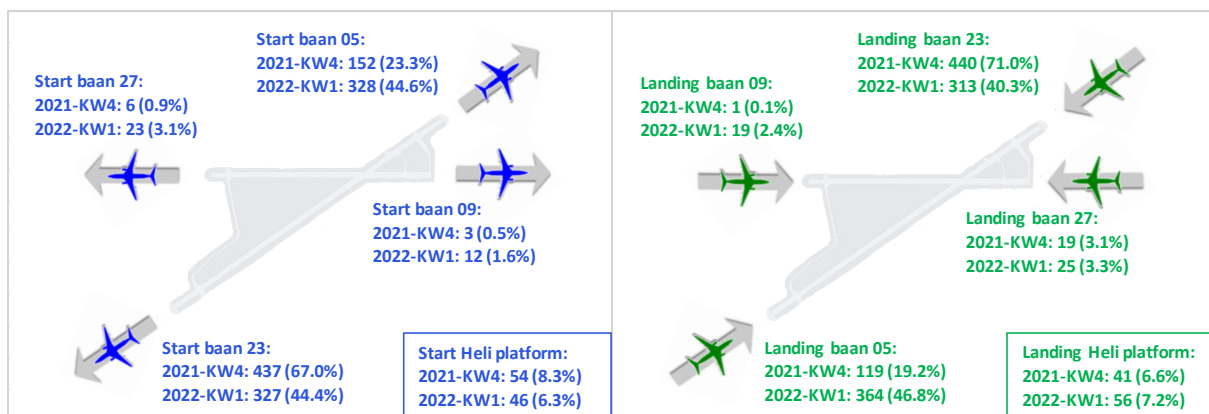 Start baan 05:
2021-KW4: 152 (23.3%)
2022-KW1: 328 (44.6%)
Start baan 27:
2021-KW4: 6 (0.9%)
2022-KW1: 23 (3.1%)
Start baan 09:
2021-KW4: 3 (0.5%)
2022-KW1: 12 (1.6%)
Start baan 23:
2021-KW4: 437 (67.0%)
2022-KW1: 327 (44.4%)
Start Heli platform:
2021-KW4: 54 (8.3%)
2022-KW1: 46 (6.3%)
Landing baan 23:
2021-KW4: 440 (71.0%)
2022-KW1: 313 (40.3%)
Landing baan 09:
2021-KW4: 1 (0.1%)
2022-KW1: 19 (2.4%)
Landing baan 27:
2021-KW4: 19 (3.1%)
2022-KW1: 25 (3.3%)
Landing baan 05:
2021-KW4: 119 (19.2%)
2022-KW1: 364 (46.8%)
Landing Heli platform:
2021-KW4: 41 (6.6%)
2022-KW1: 56 (7.2%)